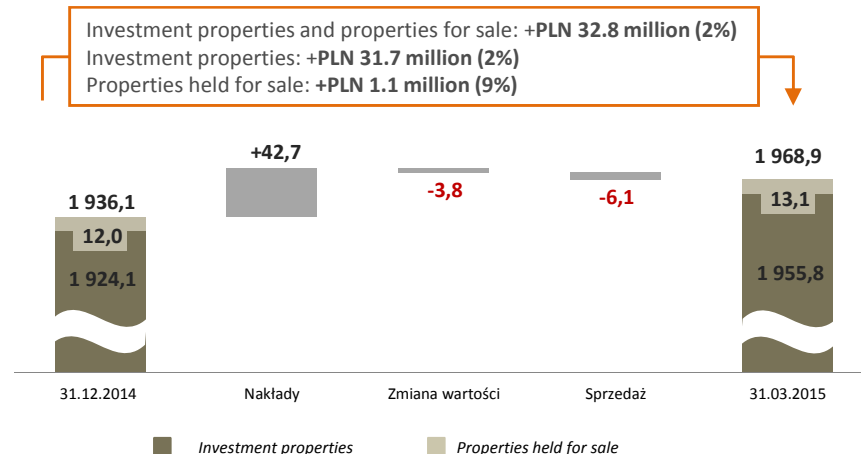 Investment properties and properties for sale: +PLN 32.8 million (2%)
Investment properties: +PLN 31.7 million (2%)
Properties held for sale: +PLN 1.1 million (9%)
+42,7
1 968,9
-3,8
-6,1
13,1
1 936,1
12,0
1 924,1
1 955,8
31.12.2014
Nakłady
Zmiana wartości
Sprzedaż
31.03.2015
Investment properties
Properties held for sale